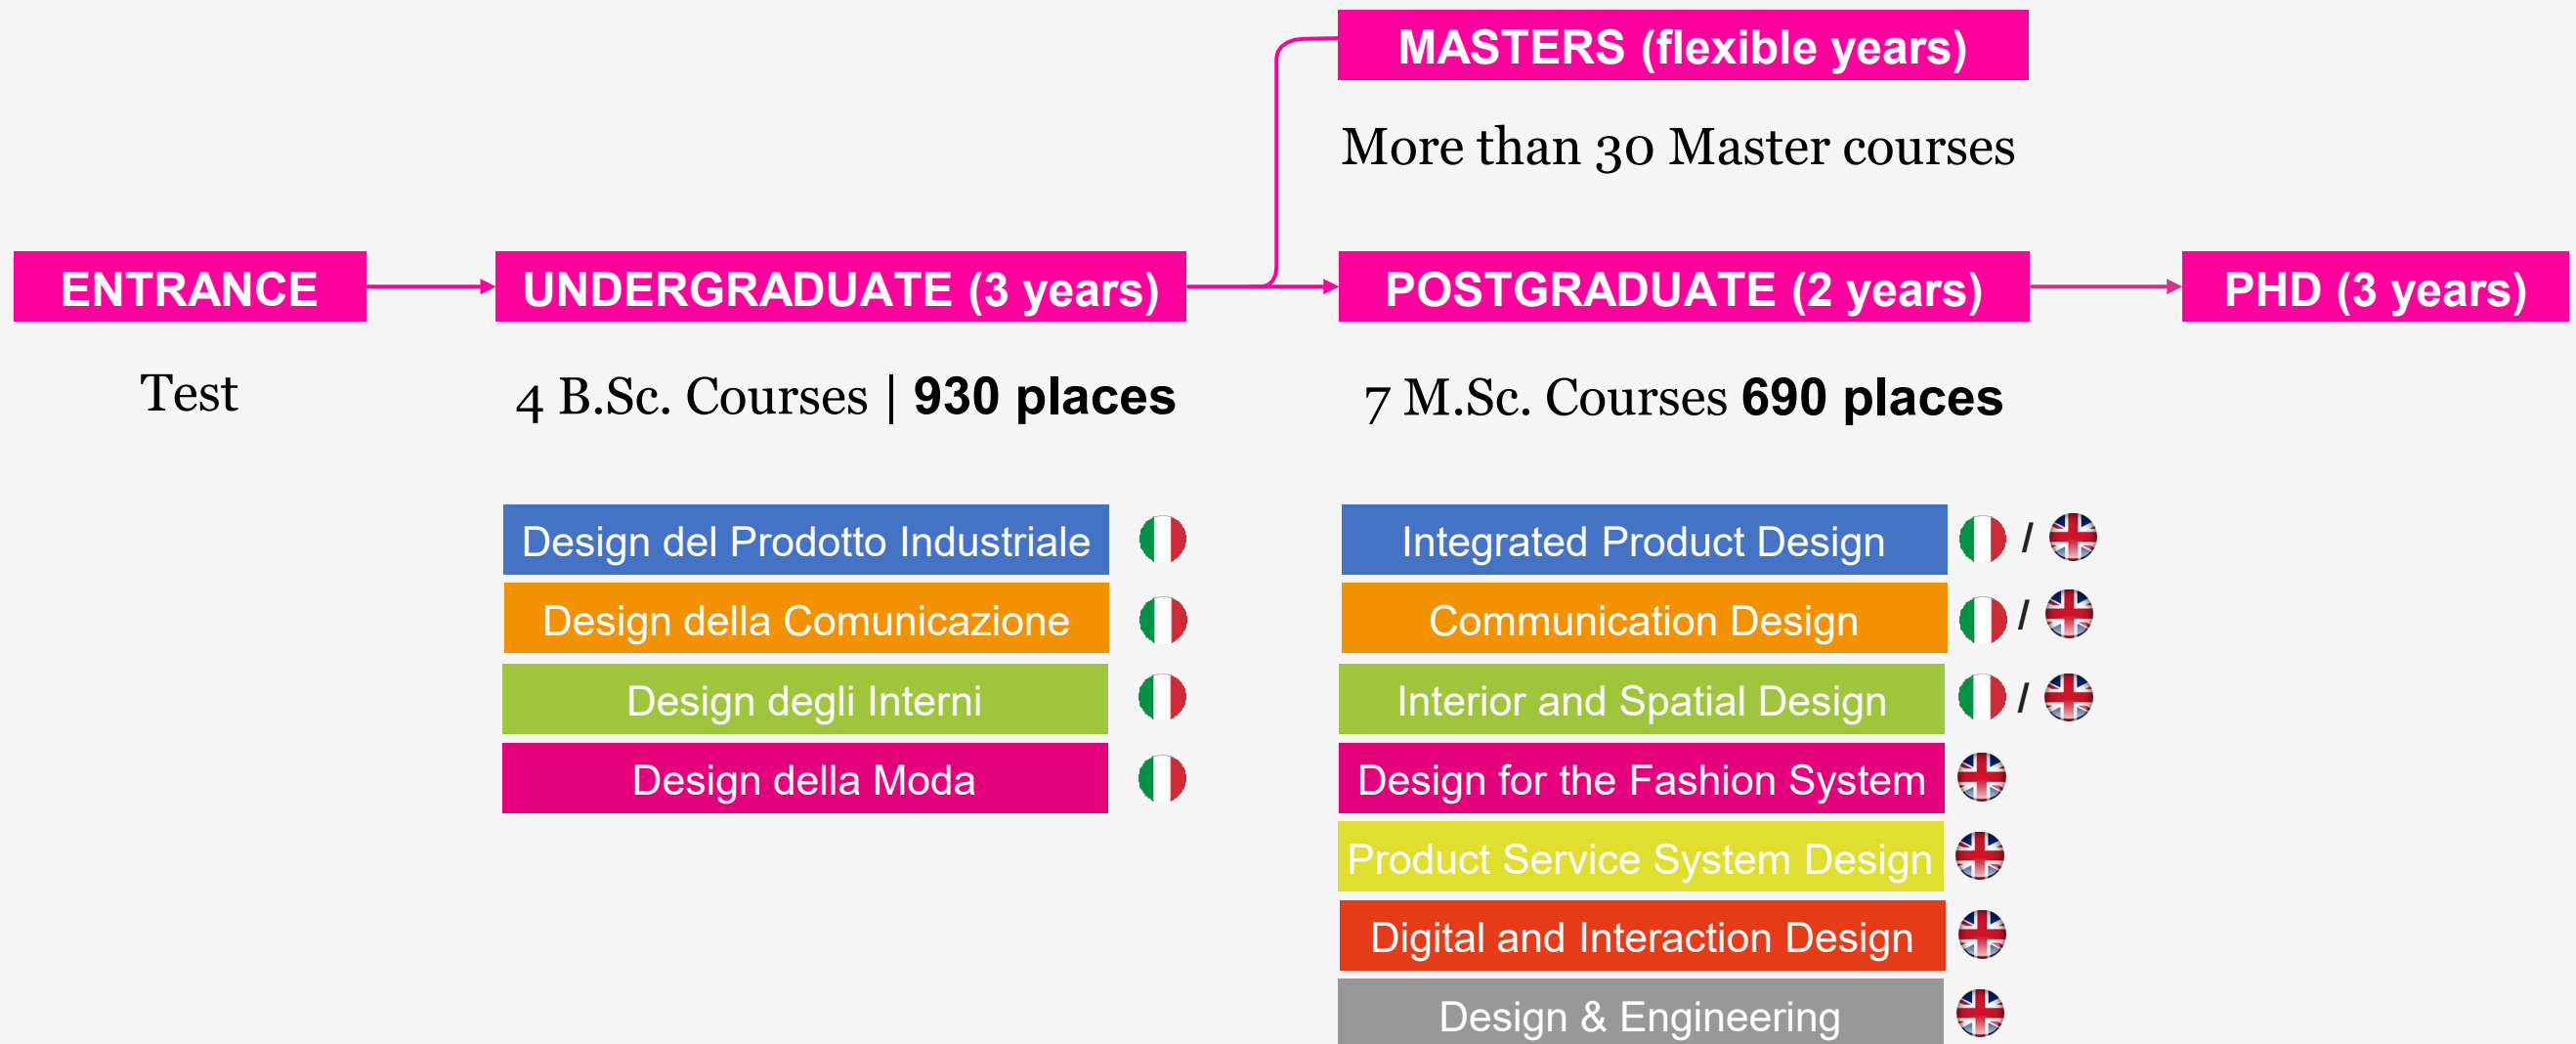 MASTERS (flexible years)
More than 30 Master courses
ENTRANCE
Test
UNDERGRADUATE (3 years)
4 B.Sc. Courses | 930 places
Design del Prodotto Industriale
Design della Comunicazione
Design degli Interni
Design della Moda
POSTGRADUATE (2 years)
7 M.Sc. Courses 690 places
Integrated Product Design
/
Communication Design
/
Interior and Spatial Design
/
Design for the Fashion System
Product Service System Design
Digital and Interaction Design
Design & Engineering
PHD (3 years)